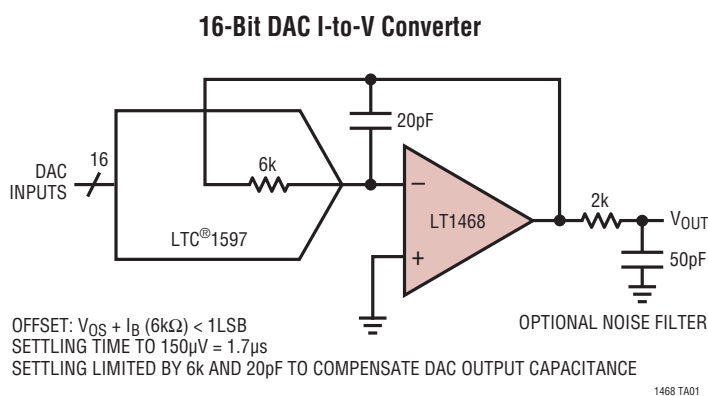 16-Bit DAC I-to-V Converter
20pF
16
DAC
INPUTS
6k
LTC®1597
−
LT1468
+
2k
VOUT
50pF
OPTIONAL NOISE FILTER
OFFSET: VOS + IB (6kΩ) < 1LSB
SETTLING TIME TO 150µV = 1.7µs
SETTLING LIMITED BY 6k AND 20pF TO COMPENSATE DAC OUTPUT CAPACITANCE
1468 TA01